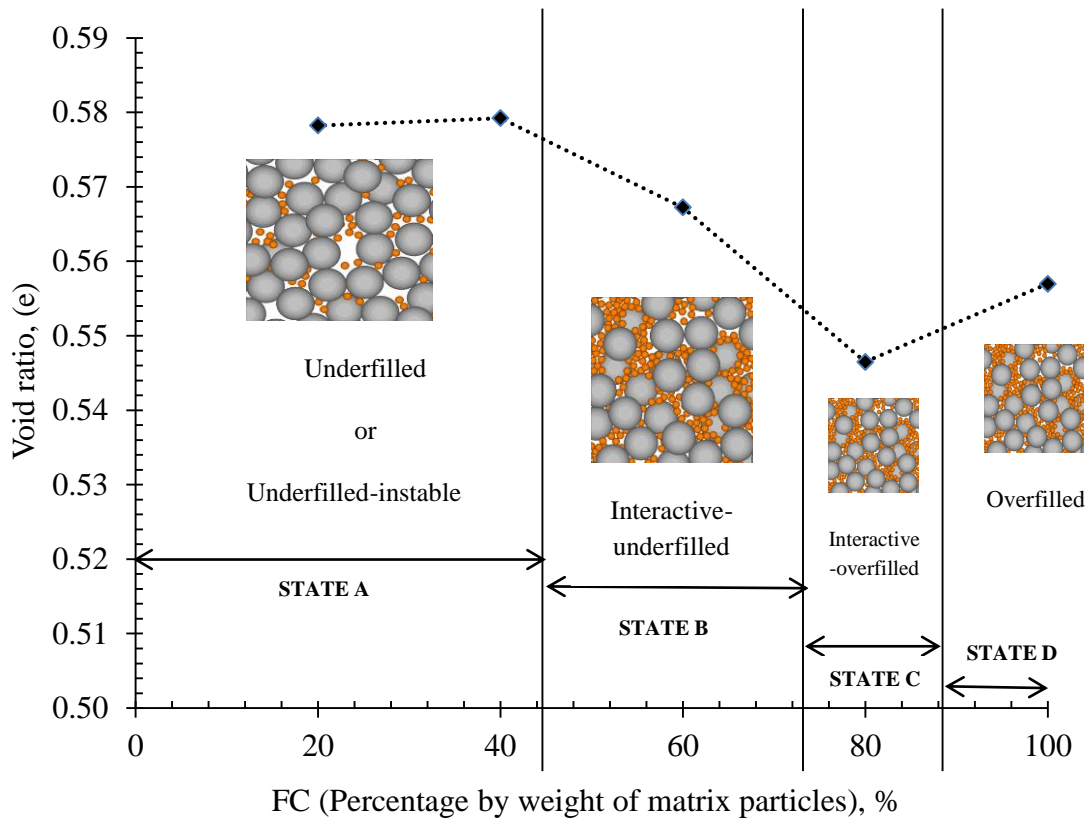 Void ratio, (e)
0.59
0.58
0.57
0.56
0.55
0.54
0.53
0.52
0.51
0.50
Underfilled
or
Underfilled-instable
STATE A
Interactive-
underfilled
STATE B
Interactive
-overfilled
STATE C
Overfilled
STATE D
0
20
40
60
80
100
FC (Percentage by weight of matrix particles), %